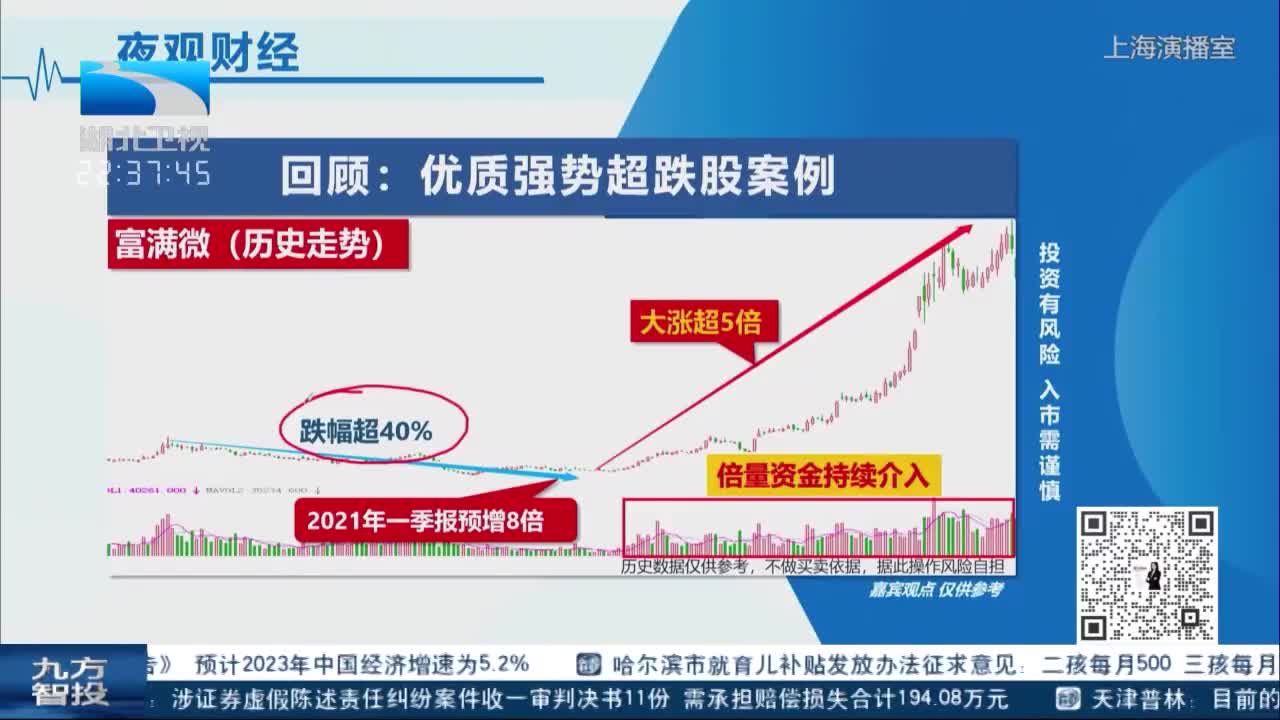 夜观财经
上海演播室
湖北卫视
22:37:45
回顾：优质强势超跌股案例
富满微（历史走势）
大涨超5倍
跌幅超40%
倍量资金持续介入
2021年一季报预增8倍
历史数据仅供参考，不做买卖依据，据此操作风险自担
嘉宾观点 仅供参考
投资有风险 入市需谨慎
九方智投
告》 预计2023年中国经济增速为5.2% 哈尔滨市就育儿补贴发放办法征求意见：二孩每月500 三孩每月
：涉证券虚假陈述责任纠纷案件收一审判决书11份 需承担赔偿损失合计194.08万元 天津普林：目前的